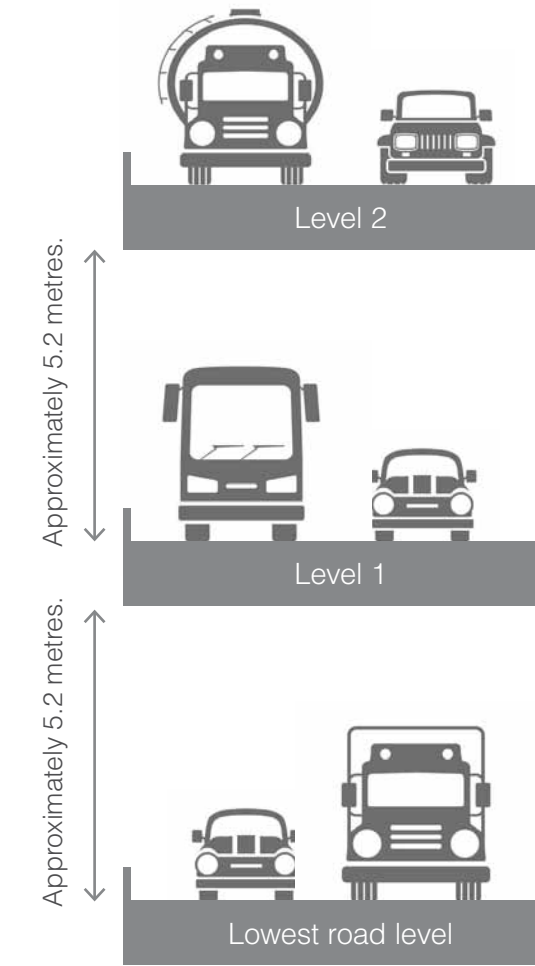 Level 2
Approximately 5.2 metres.
Level 1
Approximately 5.2 metres.
Lowest road level